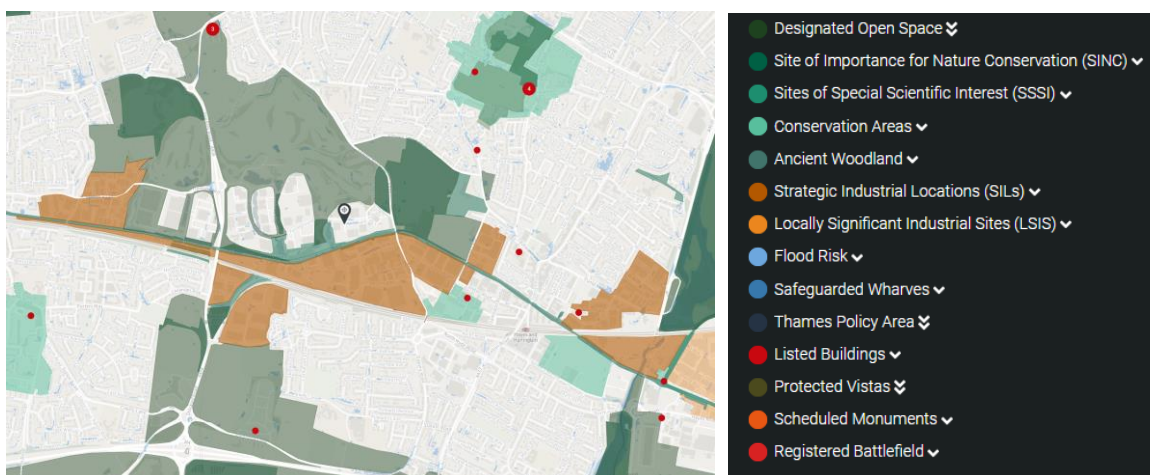 3
4
Designated Open Space
Site of Importance for Nature Conservation (SINC)
Sites of Special Scientific Interest (SSSI)
Conservation Areas
Ancient Woodland
Strategic Industrial Locations (SILs)
Locally Significant Industrial Sites (LSIS)
Flood Risk
Safeguarded Wharves
Thames Policy Area
Listed Buildings
Protected Vistas
Scheduled Monuments
Registered Battlefield